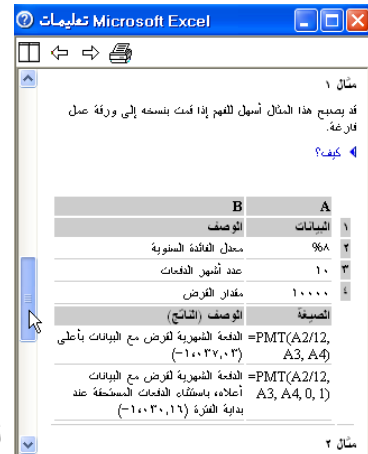 تعليمات Microsoft Excel
مثال ١
قد يصبح هذا المثال أسهل للفهم إذا قمت بنسخه إلى ورقة عمل
فارغة.
كيف؟
A B
١ البيانات الوصف
٢ %٨ معدل الفائدة السنوية
٣ ١٠ عدد أشهر الدفعات
٤ ١٠٠٠٠ مقدار القرض
الصيغة الوصف (الناتج)
=PMT(A2/12, الدفعة الشهرية لقرض مع البيانات بأعلى
A3, A4) (-١٠٣٧,٠٣)
=PMT(A2/12, الدفعة الشهرية لقرض مع البيانات
A3, A4, 0, 1) أعلاه، باستثناء الدفعات المستحقة عند
بداية الفترة (-١٠٣٠,١٦)
مثال ٢